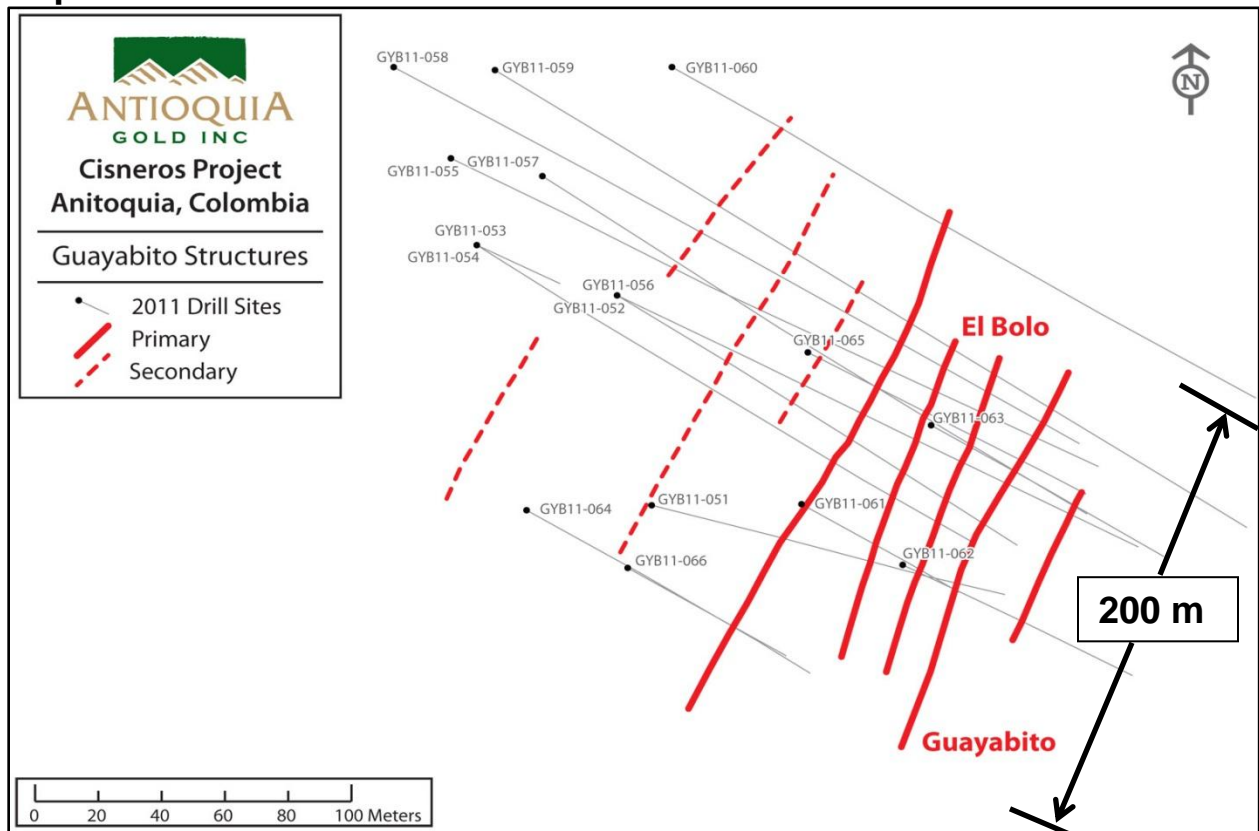 ANTIOQUIA
GOLD INC
Cisneros Project
Anitoquia, Colombia
Guayabito Structures
2011 Drill Sites
Primary
Secondary
GYB11-058
GYB11-059
GYB11-060
N
GYB11-057
GYB11-055
GYB11-053
GYB11-054
GYB11-056
GYB11-052
El Bolo
GYB11-065
GYB11-063
GYB11-051
GYB11-061
GYB11-064
GYB11-062
GYB11-066
200 m
Guayabito
0 20 40 60 80 100 Meters